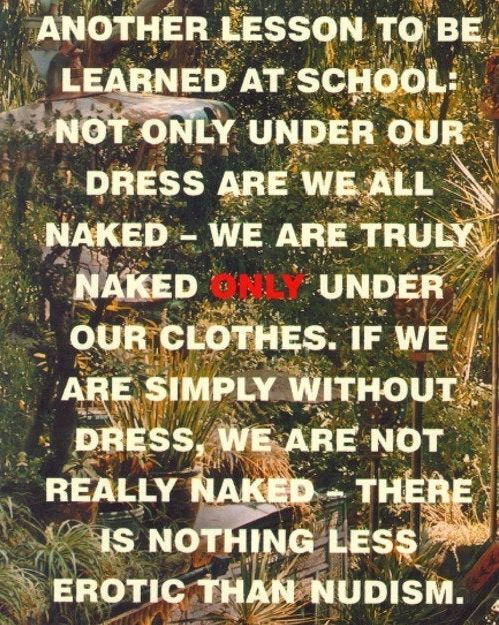 ANOTHER LESSON TO BE
LEARNED AT SCHOOL:
NOT ONLY UNDER OUR
DRESS ARE WE ALL
NAKED – WE ARE TRULY
NAKED ONLY UNDER
OUR CLOTHES. IF WE
ARE SIMPLY WITHOUT
DRESS, WE ARE NOT
REALLY NAKED – THERE
IS NOTHING LESS
EROTIC THAN NUDISM.